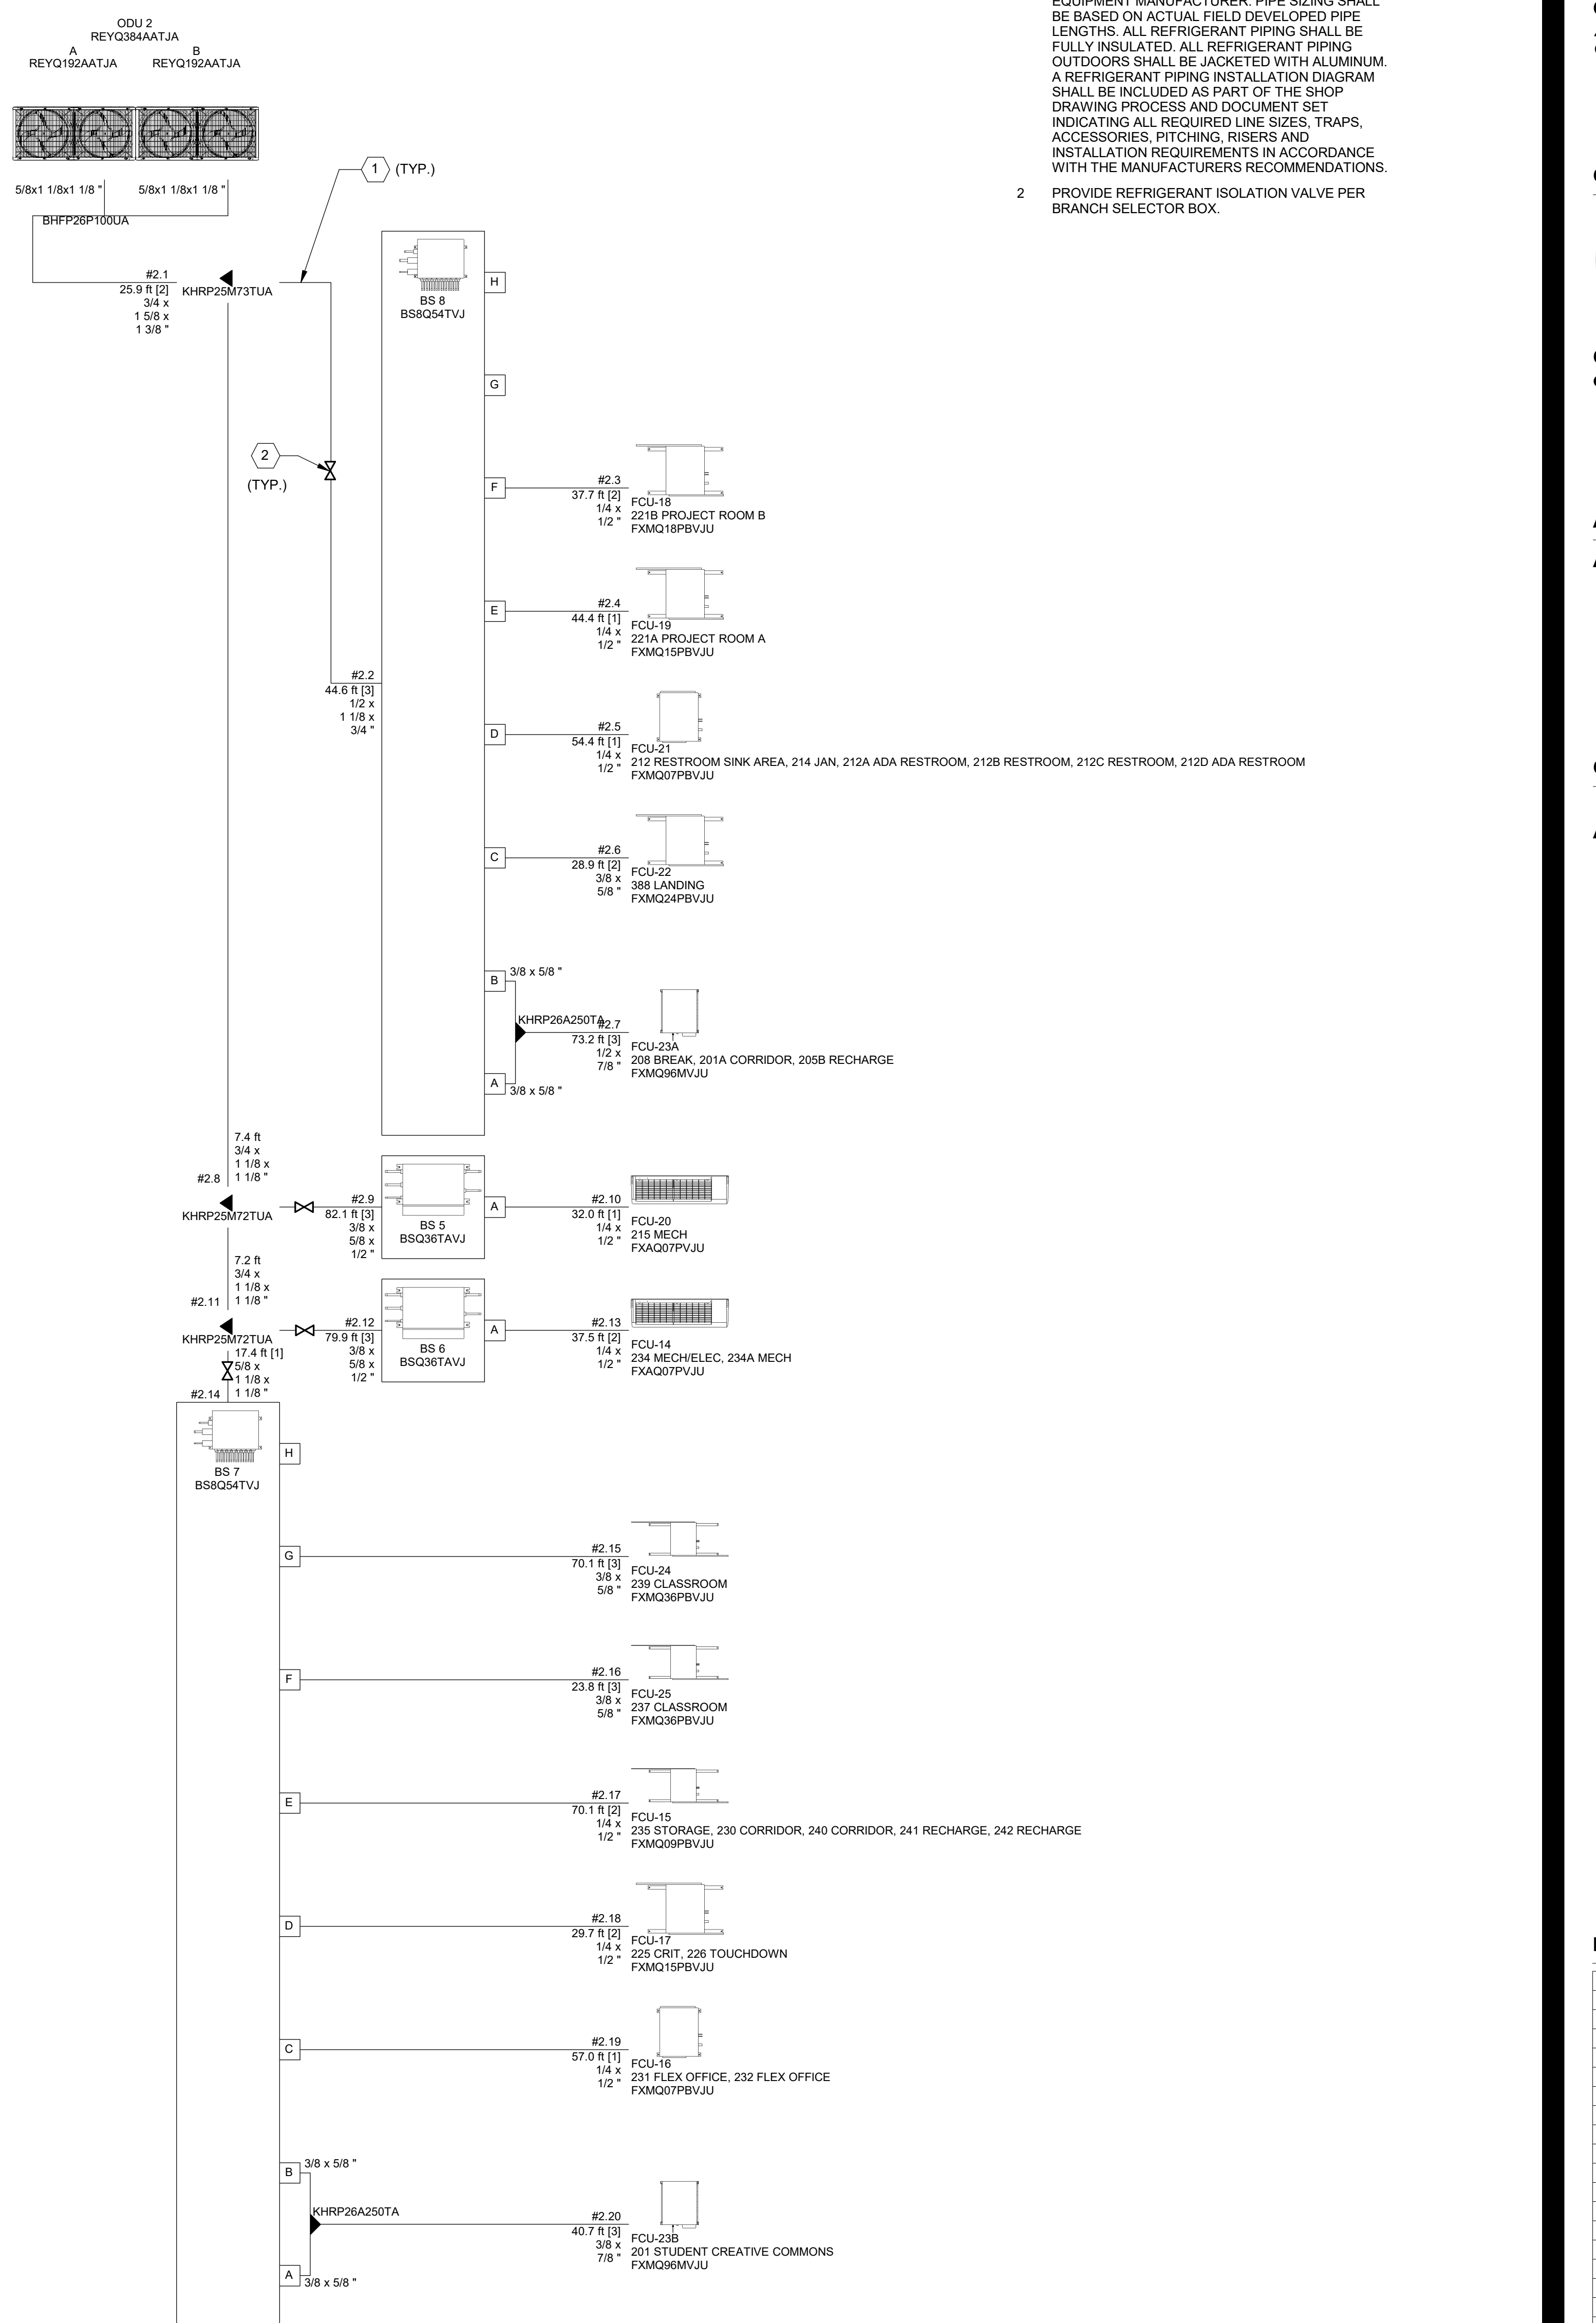 EQUIPMENT MANUFACTURER. PIPE SIZING SHALL
BE BASED ON ACTUAL FIELD DEVELOPED PIPE
LENGTHS. ALL REFRIGERANT PIPING SHALL BE
FULLY INSULATED. ALL REFRIGERANT PIPING
OUTDOORS SHALL BE JACKETED WITH ALUMINUM.
A REFRIGERANT PIPING INSTALLATION DIAGRAM
SHALL BE INCLUDED AS PART OF THE SHOP
DRAWING PROCESS AND DOCUMENT SET
INDICATING ALL REQUIRED LINE SIZES, TRAPS,
ACCESSORIES, PITCHING, RISERS AND
INSTALLATION REQUIREMENTS IN ACCORDANCE
WITH THE MANUFACTURERS RECOMMENDATIONS.
2 PROVIDE REFRIGERANT ISOLATION VALVE PER
BRANCH SELECTOR BOX.
ODU 2
REYQ384AATJA
A B
REYQ192AATJA REYQ192AATJA
5/8x1 1/8x1 1/8 " 5/8x1 1/8x1 1/8 "
BHFP26P100UA
1 (TYP.)
#2.1
25.9 ft [2]
3/4 x
1 5/8 x
1 3/8 "
KHRP25M73TUA
2
(TYP.)
BS 8
BS8Q54TVJ
#2.2
44.6 ft [3]
1/2 x
1 1/8 x
3/4 "
H
G
F
#2.3
37.7 ft [2]
1/4 x
1/2 "
FCU-18
221B PROJECT ROOM B
FXMQ18PBVJU
E
#2.4
44.4 ft [1]
1/4 x
1/2 "
FCU-19
221A PROJECT ROOM A
FXMQ15PBVJU
D
#2.5
54.4 ft [1]
1/4 x
1/2 "
FCU-21
212 RESTROOM SINK AREA, 214 JAN, 212A ADA RESTROOM, 212B RESTROOM, 212C RESTROOM, 212D ADA RESTROOM
FXMQ07PBVJU
C
#2.6
28.9 ft [2]
3/8 x
5/8 "
FCU-22
388 LANDING
FXMQ24PBVJU
B
3/8 x 5/8 "
KHRP26A250TA
#2.7
73.2 ft [3]
1/2 x
7/8 "
FCU-23A
208 BREAK, 201A CORRIDOR, 205B RECHARGE
FXMQ96MVJU
A
3/8 x 5/8 "
7.4 ft
3/4 x
1 1/8 x
1 1/8 "
#2.8
KHRP25M72TUA
#2.9
82.1 ft [3]
3/8 x
5/8 x
1/2 "
BS 5
BSQ36TAVJ
A
#2.10
32.0 ft [1]
1/4 x
1/2 "
FCU-20
215 MECH
FXAQ07PVJU
7.2 ft
3/4 x
1 1/8 x
1 1/8 "
#2.11
KHRP25M72TUA
#2.12
79.9 ft [3]
3/8 x
5/8 x
1/2 "
BS 6
BSQ36TAVJ
A
#2.13
37.5 ft [2]
1/4 x
1/2 "
FCU-14
234 MECH/ELEC, 234A MECH
FXAQ07PVJU
17.4 ft [1]
5/8 x
1 1/8 x
1 1/8 "
#2.14
BS 7
BS8Q54TVJ
H
G
#2.15
70.1 ft [3]
3/8 x
5/8 "
FCU-24
239 CLASSROOM
FXMQ36PBVJU
F
#2.16
23.8 ft [3]
3/8 x
5/8 "
FCU-25
237 CLASSROOM
FXMQ36PBVJU
E
#2.17
70.1 ft [2]
1/4 x
1/2 "
FCU-15
235 STORAGE, 230 CORRIDOR, 240 CORRIDOR, 241 RECHARGE, 242 RECHARGE
FXMQ09PBVJU
D
#2.18
29.7 ft [2]
1/4 x
1/2 "
FCU-17
225 CRIT, 226 TOUCHDOWN
FXMQ15PBVJU
C
#2.19
57.0 ft [1]
1/4 x
1/2 "
FCU-16
231 FLEX OFFICE, 232 FLEX OFFICE
FXMQ07PBVJU
B
3/8 x 5/8 "
KHRP26A250TA
#2.20
40.7 ft [3]
3/8 x
7/8 "
FCU-23B
201 STUDENT CREATIVE COMMONS
FXMQ96MVJU
A
3/8 x 5/8 "